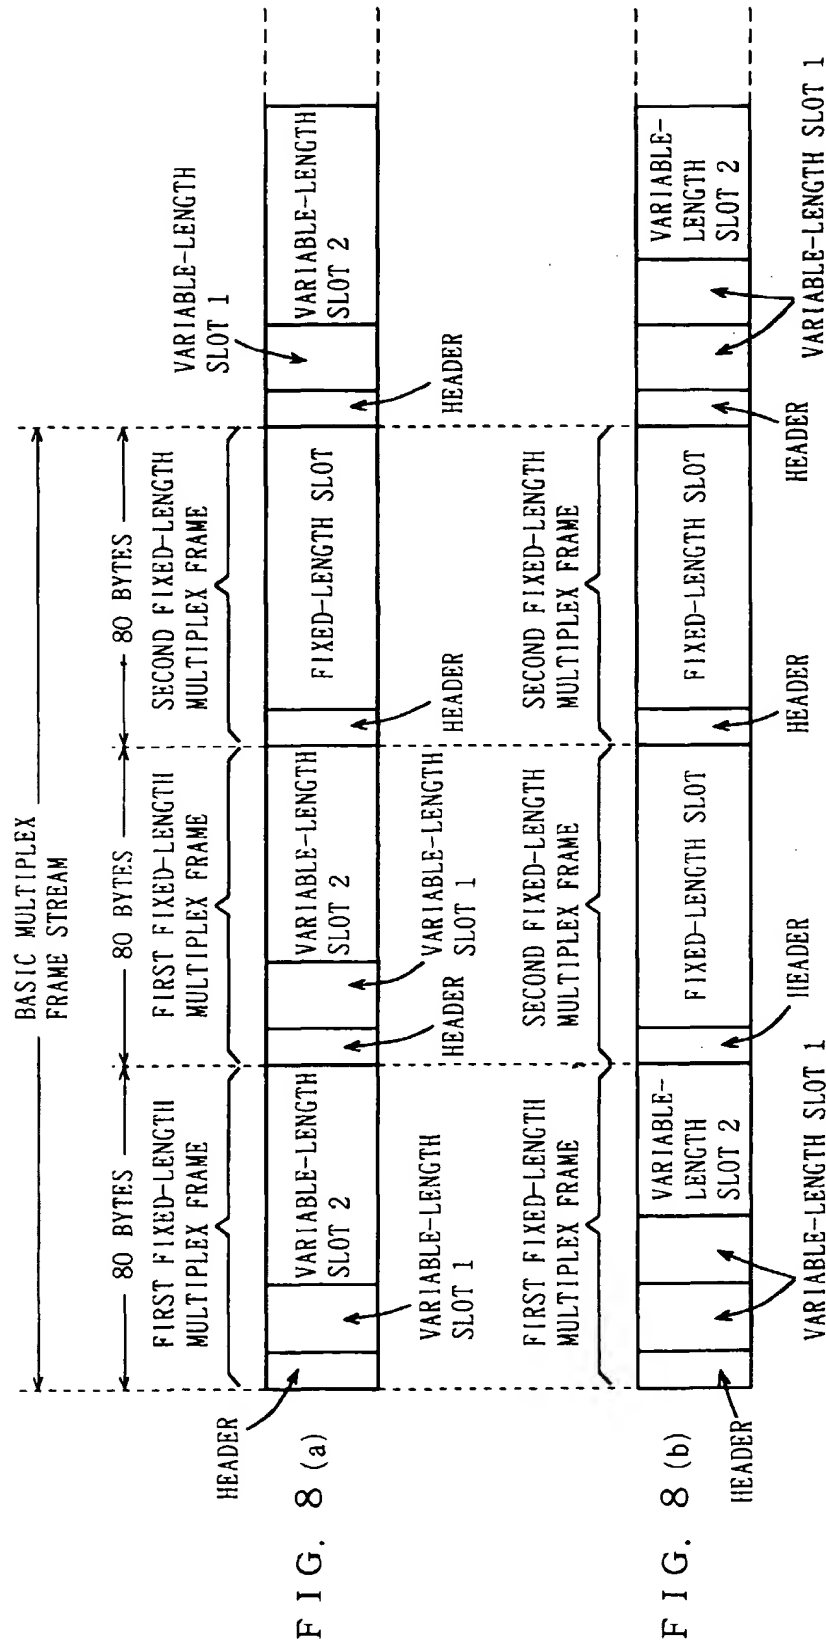 BASIC MULTIPLEX
FRAME STREAM
80 BYTES
80 BYTES
80 BYTES
FIRST FIXED-LENGTH
MULTIPLEX FRAME
FIRST FIXED-LENGTH
MULTIPLEX FRAME
SECOND FIXED-LENGTH
MULTIPLEX FRAME
VARIABLE-LENGTH
SLOT 1
HEADER
VARIABLE-LENGTH
SLOT 2
VARIABLE-LENGTH
SLOT 2
FIXED-LENGTH SLOT
VARIABLE-LENGTH
SLOT 2
VARIABLE-LENGTH
SLOT 1
HEADER
VARIABLE-LENGTH
SLOT 1
HEADER
HEADER
FIG. 8 (a)
FIRST FIXED-LENGTH
MULTIPLEX FRAME
SECOND FIXED-LENGTH
MULTIPLEX FRAME
SECOND FIXED-LENGTH
MULTIPLEX FRAME
VARIABLE-
LENGTH
SLOT 2
FIXED-LENGTH SLOT
FIXED-LENGTH SLOT
VARIABLE-
LENGTH
SLOT 2
FIG. 8 (b)
HEADER
VARIABLE-LENGTH SLOT 1
HEADER
HEADER
HEADER
VARIABLE-LENGTH SLOT 1